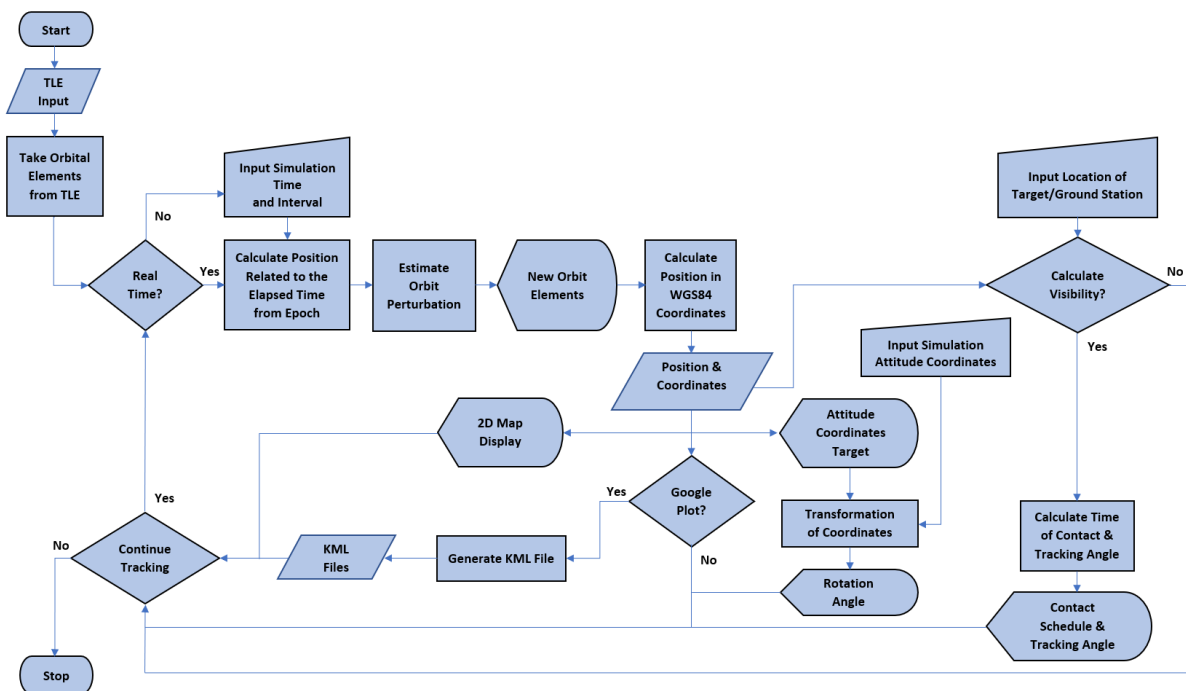 Start
TLE
Input
Take Orbital
Elements
from TLE
Input Simulation
Time
and Interval
Input Location of
Target/Ground Station
No
Real
Time?
Yes
Calculate Position
Related to the
Elapsed Time
from Epoch
Estimate
Orbit
Perturbation
New Orbit
Elements
Calculate
Position in
WGS84
Coordinates
Calculate
Visibility?
No
Yes
Input Simulation
Attitude Coordinates
Position &
Coordinates
2D Map
Display
Attitude
Coordinates
Target
Yes
Google
Plot?
No
Transformation
of Coordinates
Calculate Time
of Contact &
Tracking Angle
Yes
No
Continue
Tracking
KML
Files
Generate KML File
Rotation
Angle
Contact
Schedule &
Tracking Angle
Stop